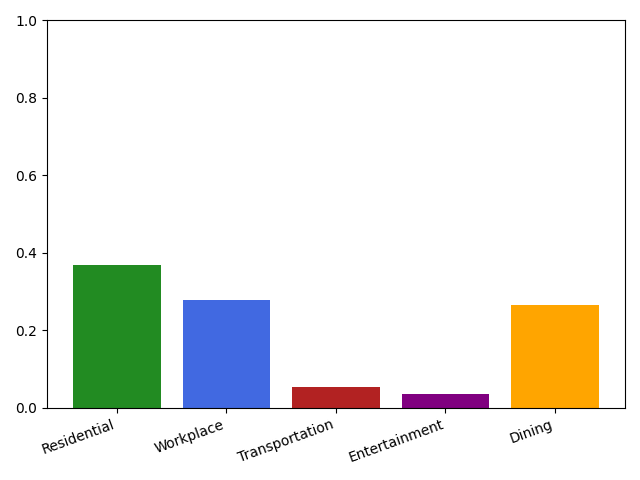 1.0
0.8
0.6
0.4
0.2
0.0
Residential
Workplace
Transportation
Entertainment
Dining